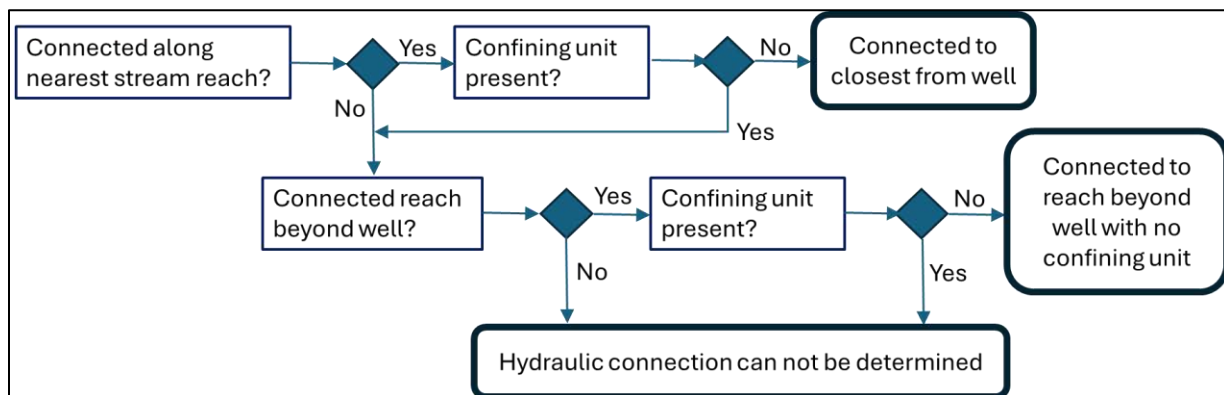 Connected along
nearest stream reach?
Yes
Confining unit
present?
No
Connected to
closest from well
No
Yes
Connected reach
beyond well?
Yes
Confining unit
present?
No
Connected to
reach beyond
well with no
confining unit
No
Yes
Hydraulic connection can not be determined